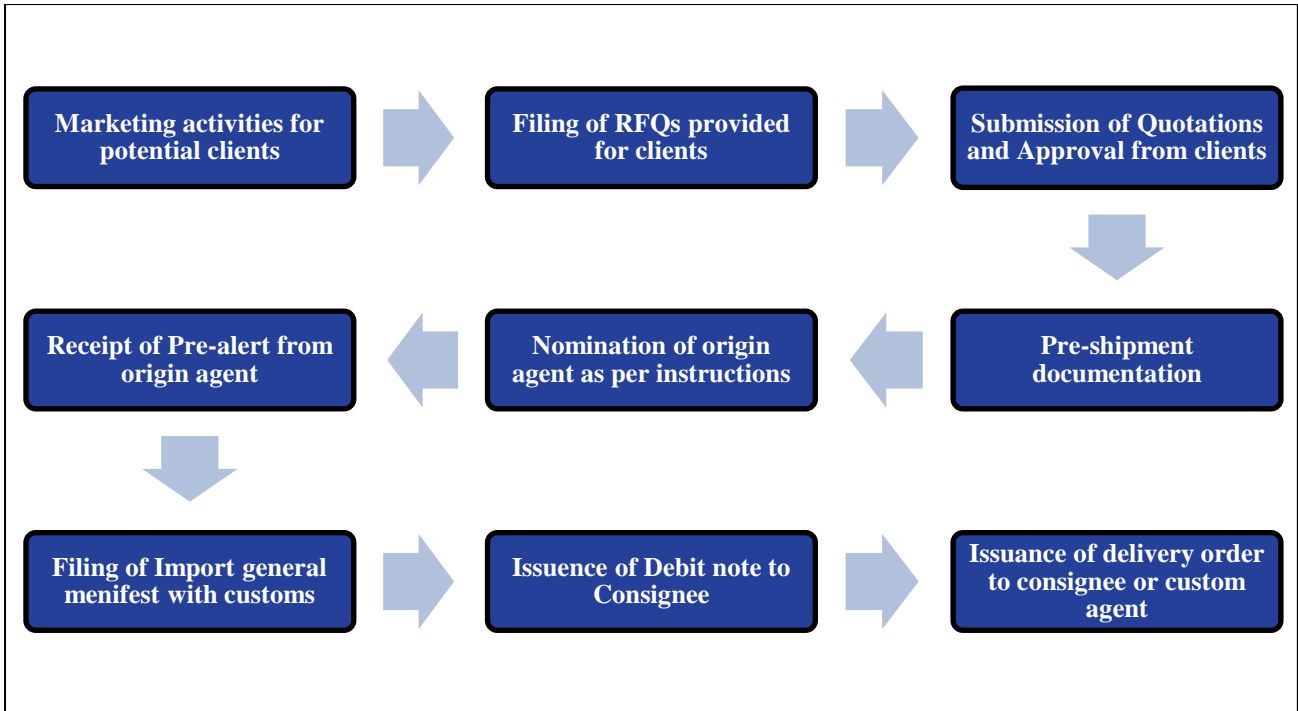 Marketing activities for
potential clients
Filing of RFQs provided
for clients
Submission of Quotations
and Approval from clients
Pre-shipment
documentation
Nomination of origin
agent as per instructions
Receipt of Pre-alert from
origin agent
Filing of Import general
menifest with customs
Issuence of Debit note to
Consignee
Issuance of delivery order
to consignee or custom
agent